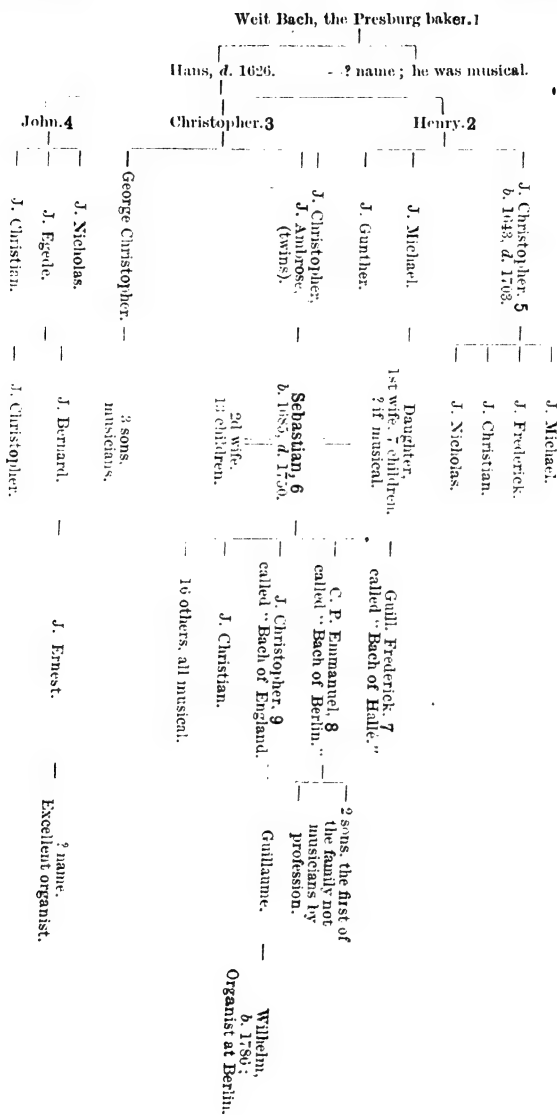 Weit Bach, the Presburg baker.1
Hans, d. 1626.
? name; he was musical.
John.4
Christopher.3
Henry.2
J. Christian.
J. Egede.
J. Nicholas.
George Christopher.
J. Ambrose,
(twins).
J. Christopher,
J. Gunther.
J. Michael.
J. Christopher, 5
b. 1643, d. 1703.
J. Christopher.
J. Bernard.
3 sons,
musicians.
Sebastian, 6
b. 1685, d. 1750.
2d wife.
13 children.
Daughter,
1st wife, 7 children.
? if musical.
J. Nicholas.
J. Christian.
J. Frederick.
J. Michael.
J. Ernest.
16 others, all musical.
J. Christian.
J. Christopher, 9
called "Bach of England."
C. P. Emmanuel, 8
called "Bach of Berlin."
Guill. Frederick, 7
called "Bach of Halle."
? name.
Excellent organist.
Guillaume.
2 sons, the first of
the family not
musicians by
profession.
Wilhelm,
b. 1786;
Organist at Berlin.